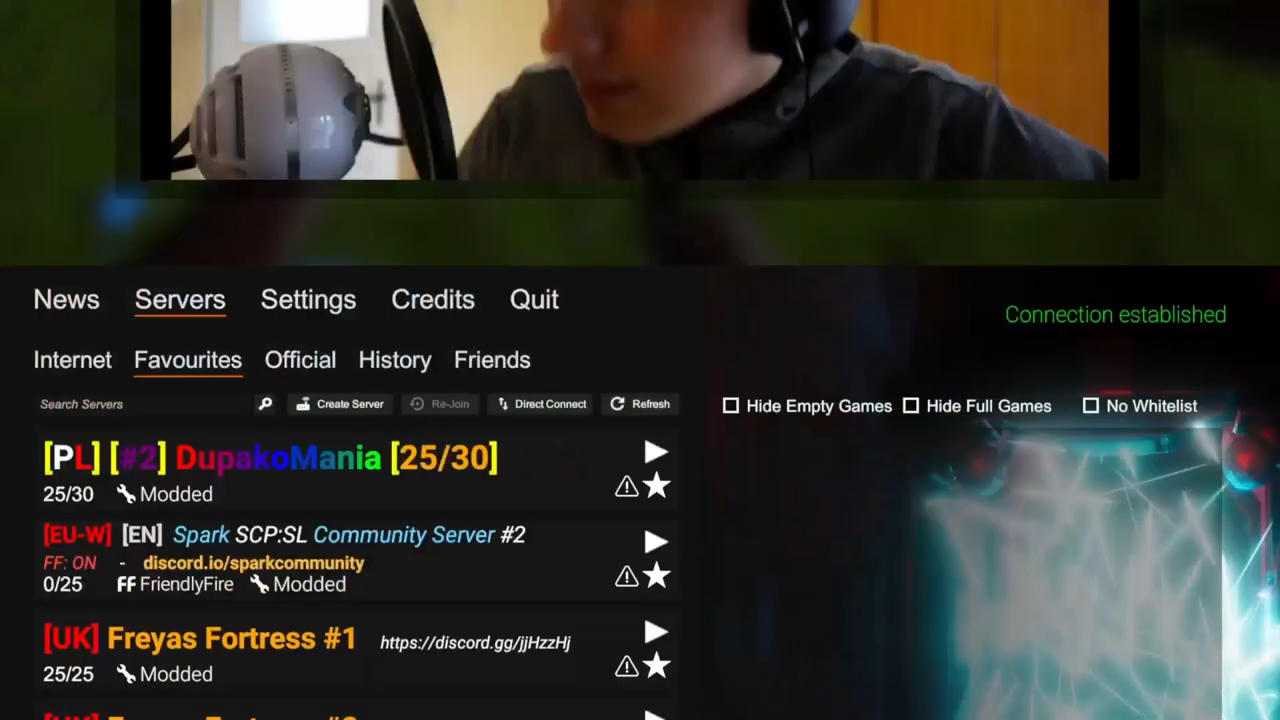 News Servers Settings Credits Quit
Connection established
Internet Favourites Official History Friends
Search Servers Create Server Re-Join Direct Connect Refresh
Hide Empty Games Hide Full Games No Whitelist
[PL] [#2] DupakoMania [25/30]
25/30 Modded
[EU-W] [EN] Spark SCP:SL Community Server #2
FF: ON - discord.io/sparkcommunity
0/25 FF FriendlyFire Modded
[UK] Freyas Fortress #1 https://discord.gg/jjHzzHj
25/25 Modded